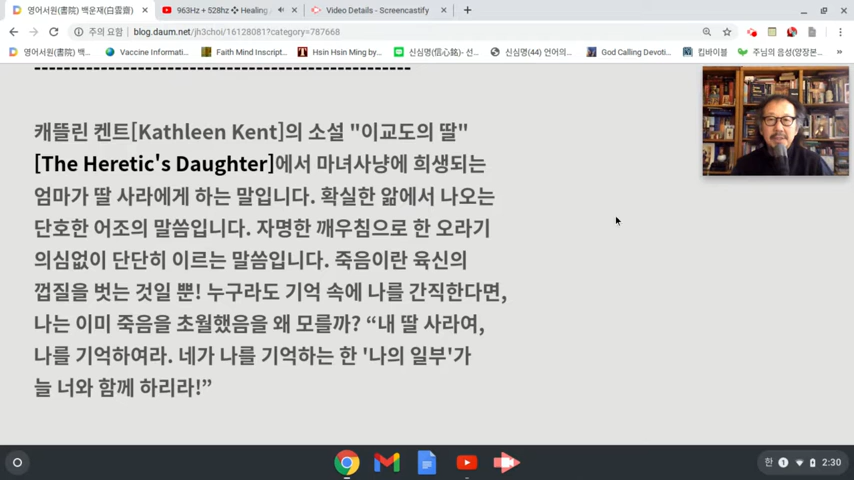 영어서원(書院) 백운재(白雲齋)
963Hz + 528hz ❖ Healing
Video Details - Screencastify
주의 요함
blog.daum.net/jh3choi/16128081?category=787668
영어서원(書院) 백...
Vaccine Informati...
Faith Mind Inscript...
Hsin Hsin Ming by...
신심명(信心銘)-...
신심명(44) 언어의...
God Calling Devoti...
킵바이블
주님의 음성(양장본...
캐뜰린 켄트[Kathleen Kent]의 소설 "이교도의 딸"
[The Heretic's Daughter]에서 마녀사냥에 희생되는
엄마가 딸 사라에게 하는 말입니다. 확실한 앎에서 나오는
단호한 어조의 말씀입니다. 자명한 깨우침으로 한 오라기
의심없이 단단히 이르는 말씀입니다. 죽음이란 육신의
껍질을 벗는 것일 뿐! 누구라도 기억 속에 나를 간직한다면,
나는 이미 죽음을 초월했음을 왜 모를까? “내 딸 사라여,
나를 기억하여라. 네가 나를 기억하는 한 '나의 일부'가
늘 너와 함께 하리라!”
한 1 2:30